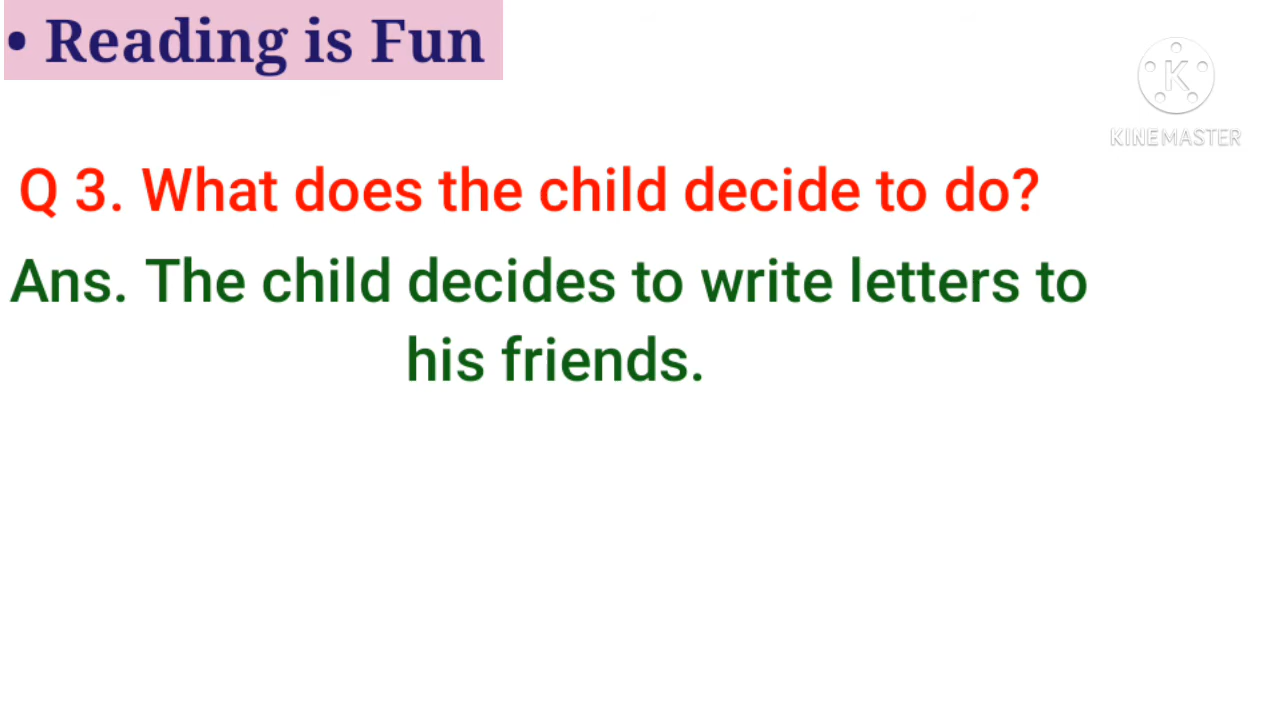 • Reading is Fun
K
KINEMASTER
Q 3. What does the child decide to do?
Ans. The child decides to write letters to
his friends.